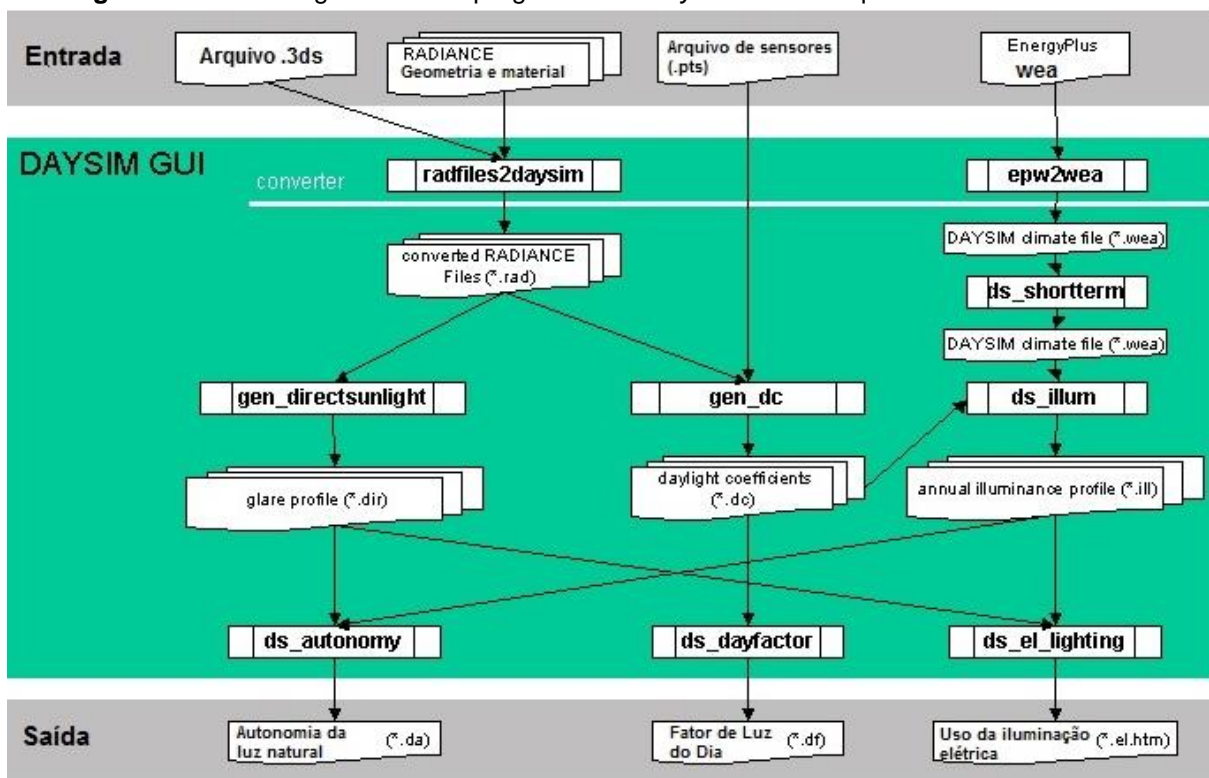 Entrada
Arquivo .3ds
RADIANCE
Geometria e material
Arquivo de sensores
(.pts)
EnergyPlus
wea
DAYSIM GUI
converter
radfiles2daysim
epw2wea
converted RADIANCE
Files (*.rad)
DAYSIM climate file (*.wea)
ds_shortterm
DAYSIM climate file (*.wea)
gen_directsunlight
gen_dc
ds_illum
glare profile (*.dir)
daylight coefficients
(*.dc)
annual illuminance profile (*.ill)
ds_autonomy
ds_dayfactor
ds_el_lighting
Saída
Autonomia da
luz natural (*.da)
Fator de Luz
do Dia (*.df)
Uso da iluminação
elétrica (*.el.htm)